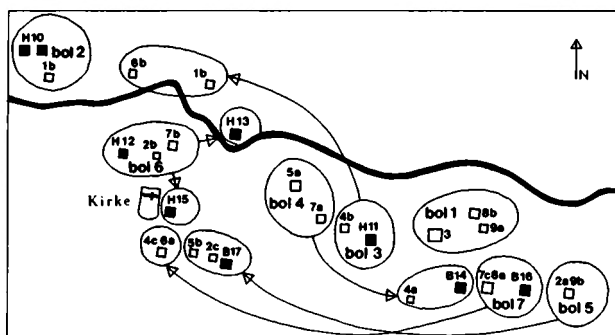 H10
bol 2
1b
6b
1b
N
H13
7b
H12
2b
bol 6
Kirke
H15
5a
bol 4
7a
4b
H11
bol 3
bol 1
8b
3
9a
4c 6a
5b
2c
B17
4a
B14
7c8a
B16
bol 7
2a9b
bol 5